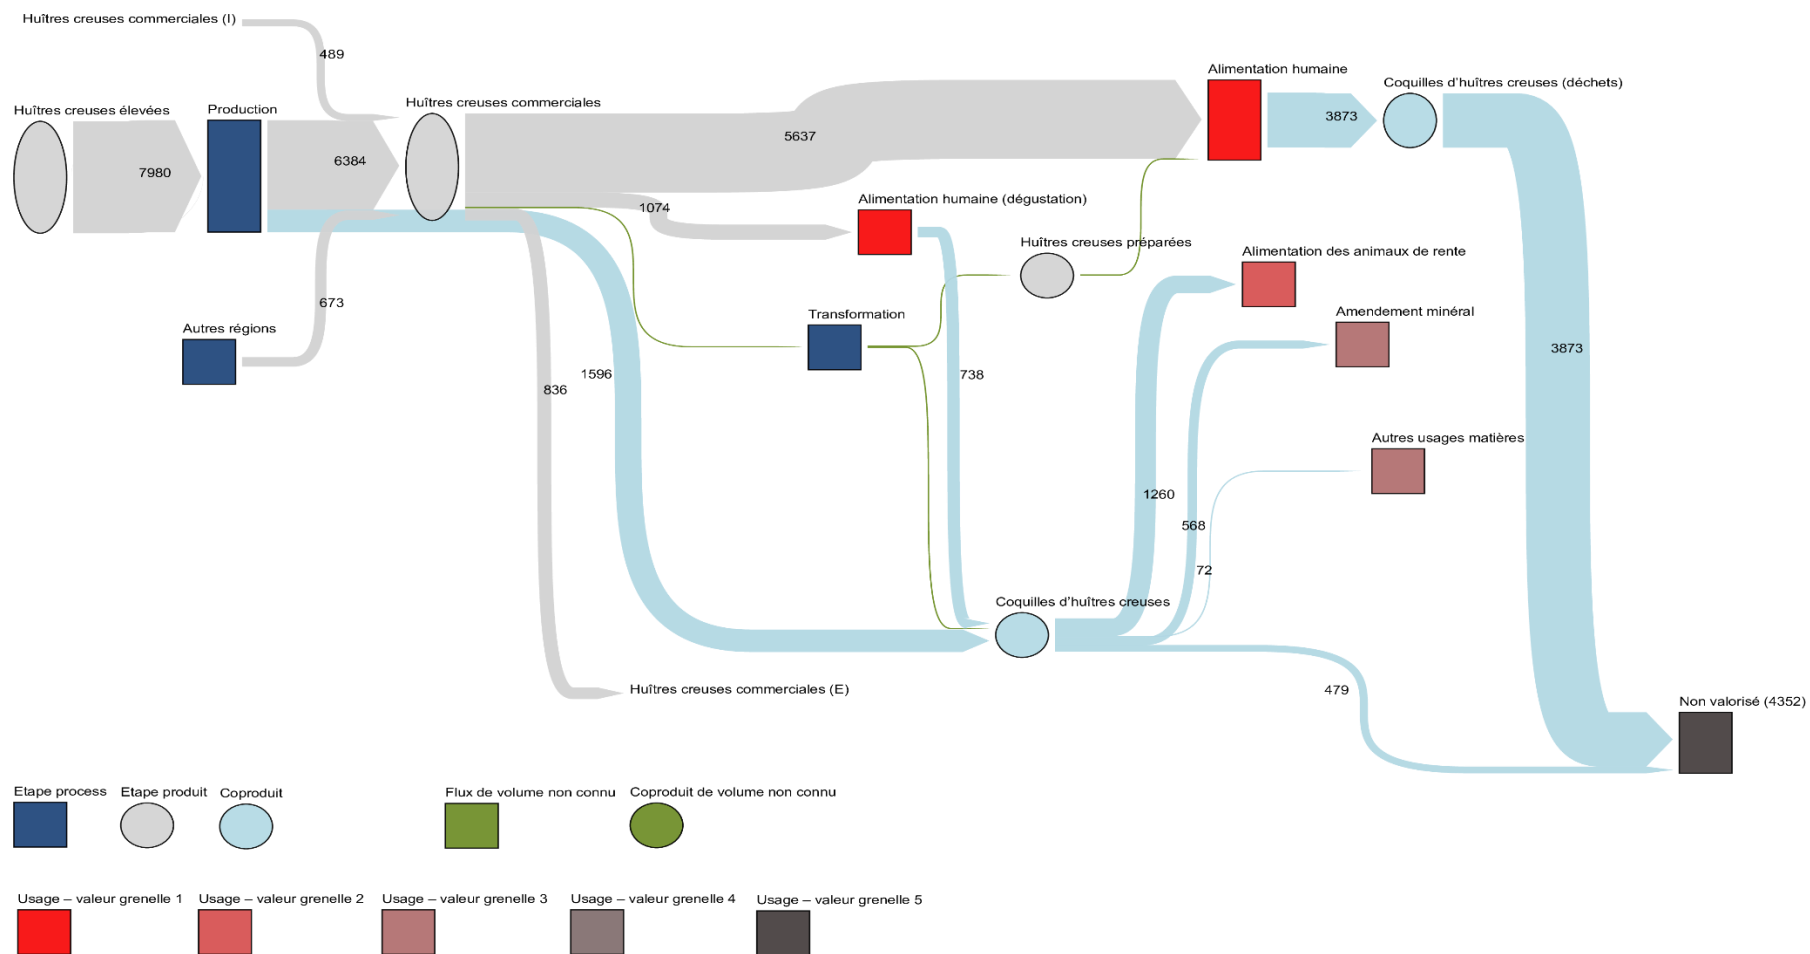 Huîtres creuses commerciales (I)
489
Alimentation humaine
Coquilles d'huîtres creuses (déchets)
Huîtres creuses élevées
Production
Huîtres creuses commerciales
3873
5637
6384
7980
Alimentation humaine (dégustation)
1074
Huîtres creuses préparées
Alimentation des animaux de rente
673
Autres régions
Transformation
Amendement minéral
3873
1596
738
836
Autres usages matières
1260
568
72
Coquilles d'huîtres creuses
Huîtres creuses commerciales (E)
479
Non valorisé (4352)
Etape process
Etape produit
Coproduit
Flux de volume non connu
Coproduit de volume non connu
Usage – valeur grenelle 1
Usage – valeur grenelle 2
Usage – valeur grenelle 3
Usage – valeur grenelle 4
Usage – valeur grenelle 5